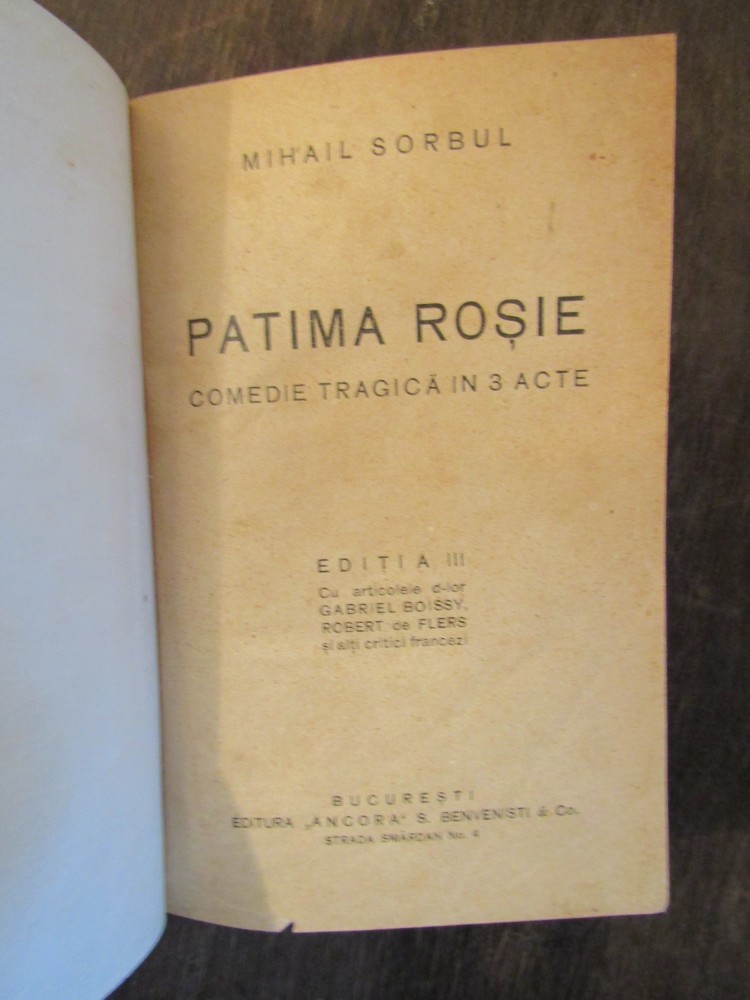 MIHAIL SORBUL
PATIMA ROȘIE
COMEDIE TRAGICĂ IN 3 ACTE
EDIȚIA III
Cu articolele d-lor
GABRIEL BOISSY,
ROBERT de FLERS
și alți critici francezi
BUCUREȘTI
EDITURA „ANCORA" S. BENVENISTI & Co.
STRADA SMÂRDAN No. 4